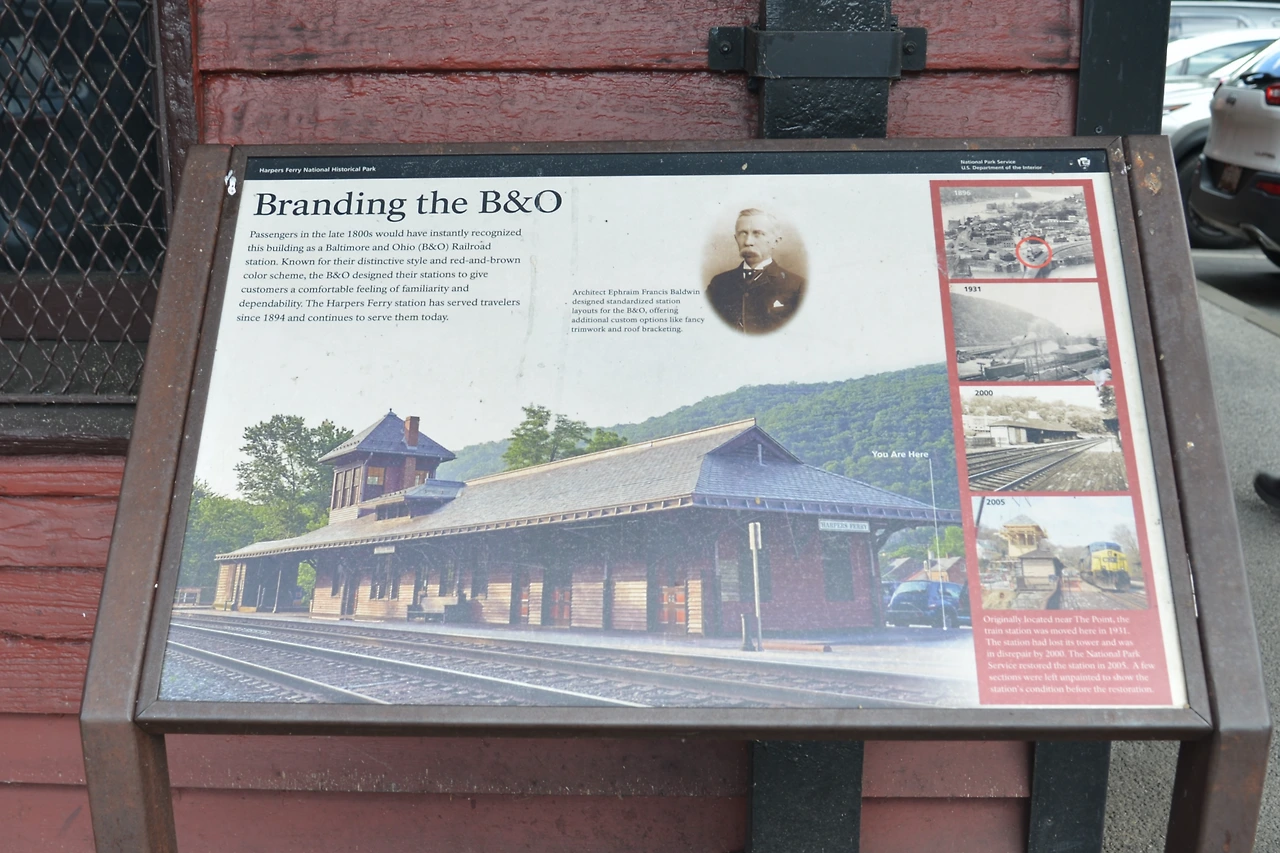 Harpers Ferry National Historical Park
National Park Service
U.S. Department of the Interior
Branding the B&O
Passengers in the late 1800s would have instantly recognized
this building as a Baltimore and Ohio (B&O) Railroad
station. Known for their distinctive style and red-and-brown
color scheme, the B&O designed their stations to give
customers a comfortable feeling of familiarity and
dependability. The Harpers Ferry station has served travelers
since 1894 and continues to serve them today.
Architect Ephraim Francis Baldwin
designed standardized station
layouts for the B&O, offering
additional custom options like fancy
trimwork and roof bracketing.
You Are Here
HARPERS FERRY
1896
1931
2000
2005
Originally located near The Point, the
train station was moved here in 1931.
The station had lost its tower and was
in disrepair by 2000. The National Park
Service restored the station in 2005. A few
sections were left unpainted to show the
station's condition before the restoration.